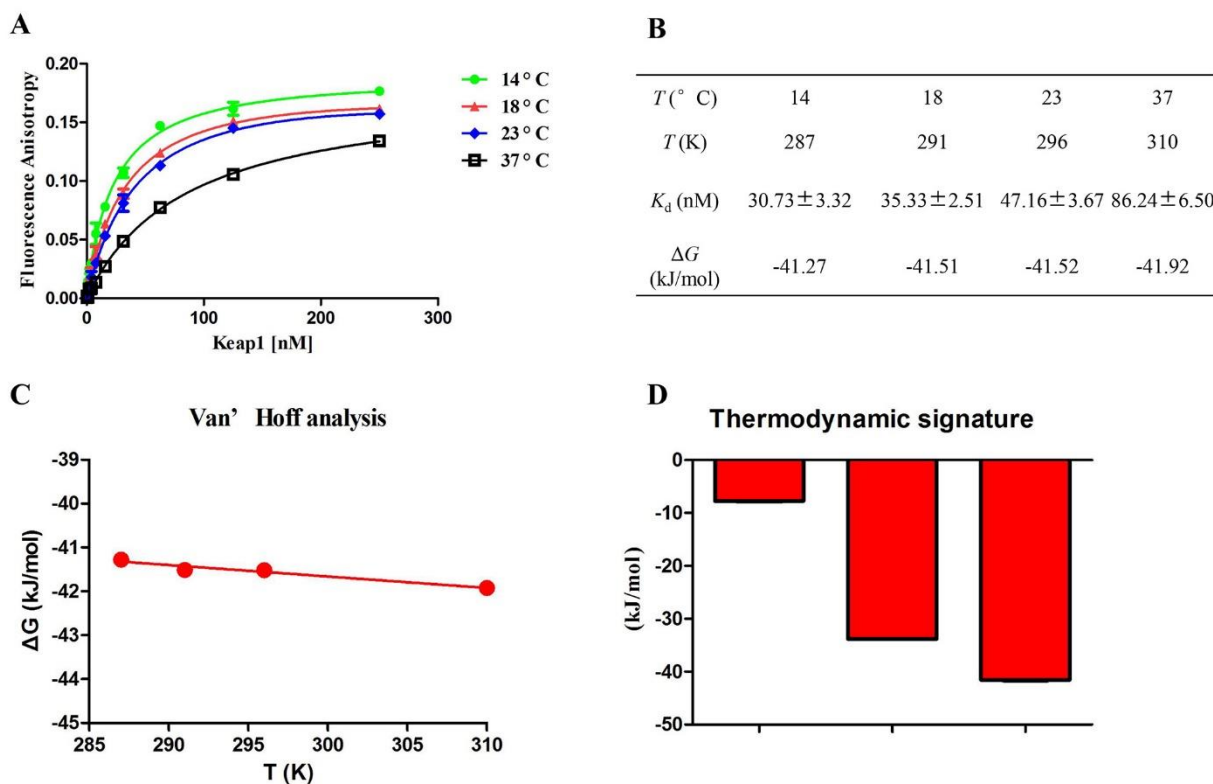 A
Fluorescence Anisotropy
0.20
0.15
0.10
0.05
0.00
0
100
200
300
Keap1 [nM]
14° C
18° C
23° C
37° C
B
T (° C) 14 18 23 37
T (K) 287 291 296 310
Kd (nM) 30.73±3.32 35.33±2.51 47.16±3.67 86.24±6.50
ΔG
(kJ/mol) -41.27 -41.51 -41.52 -41.92
C
Van’ Hoff analysis
ΔG (kJ/mol)
-39
-40
-41
-42
-43
-44
-45
285 290 295 300 305 310
T (K)
D
Thermodynamic signature
(kJ/mol)
0
-10
-20
-30
-40
-50